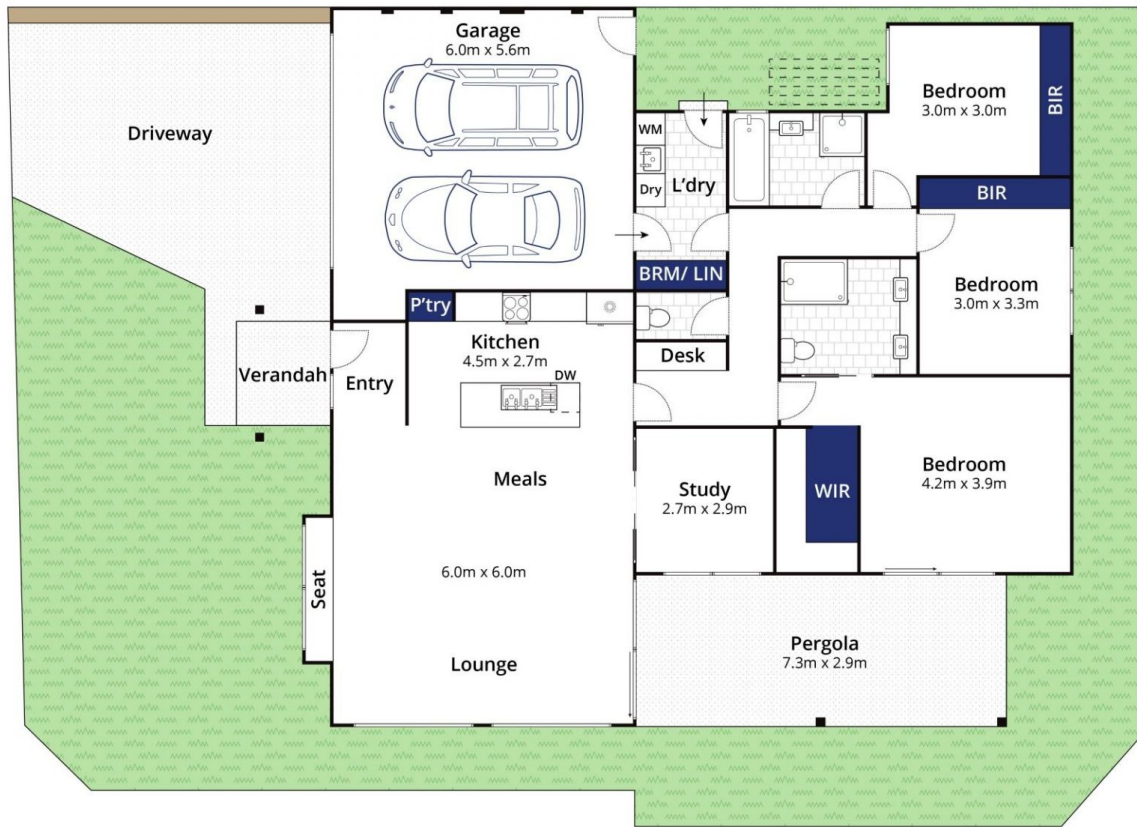 Garage
6.0m x 5.6m
Driveway
Bedroom
3.0m x 3.0m
BIR
WM
Dry
L'dry
BIR
BRM/ LIN
Bedroom
3.0m x 3.3m
P'try
Kitchen
4.5m x 2.7m
Desk
Verandah
Entry
DW
Meals
Study
2.7m x 2.9m
WIR
Bedroom
4.2m x 3.9m
Seat
6.0m x 6.0m
Lounge
Pergola
7.3m x 2.9m